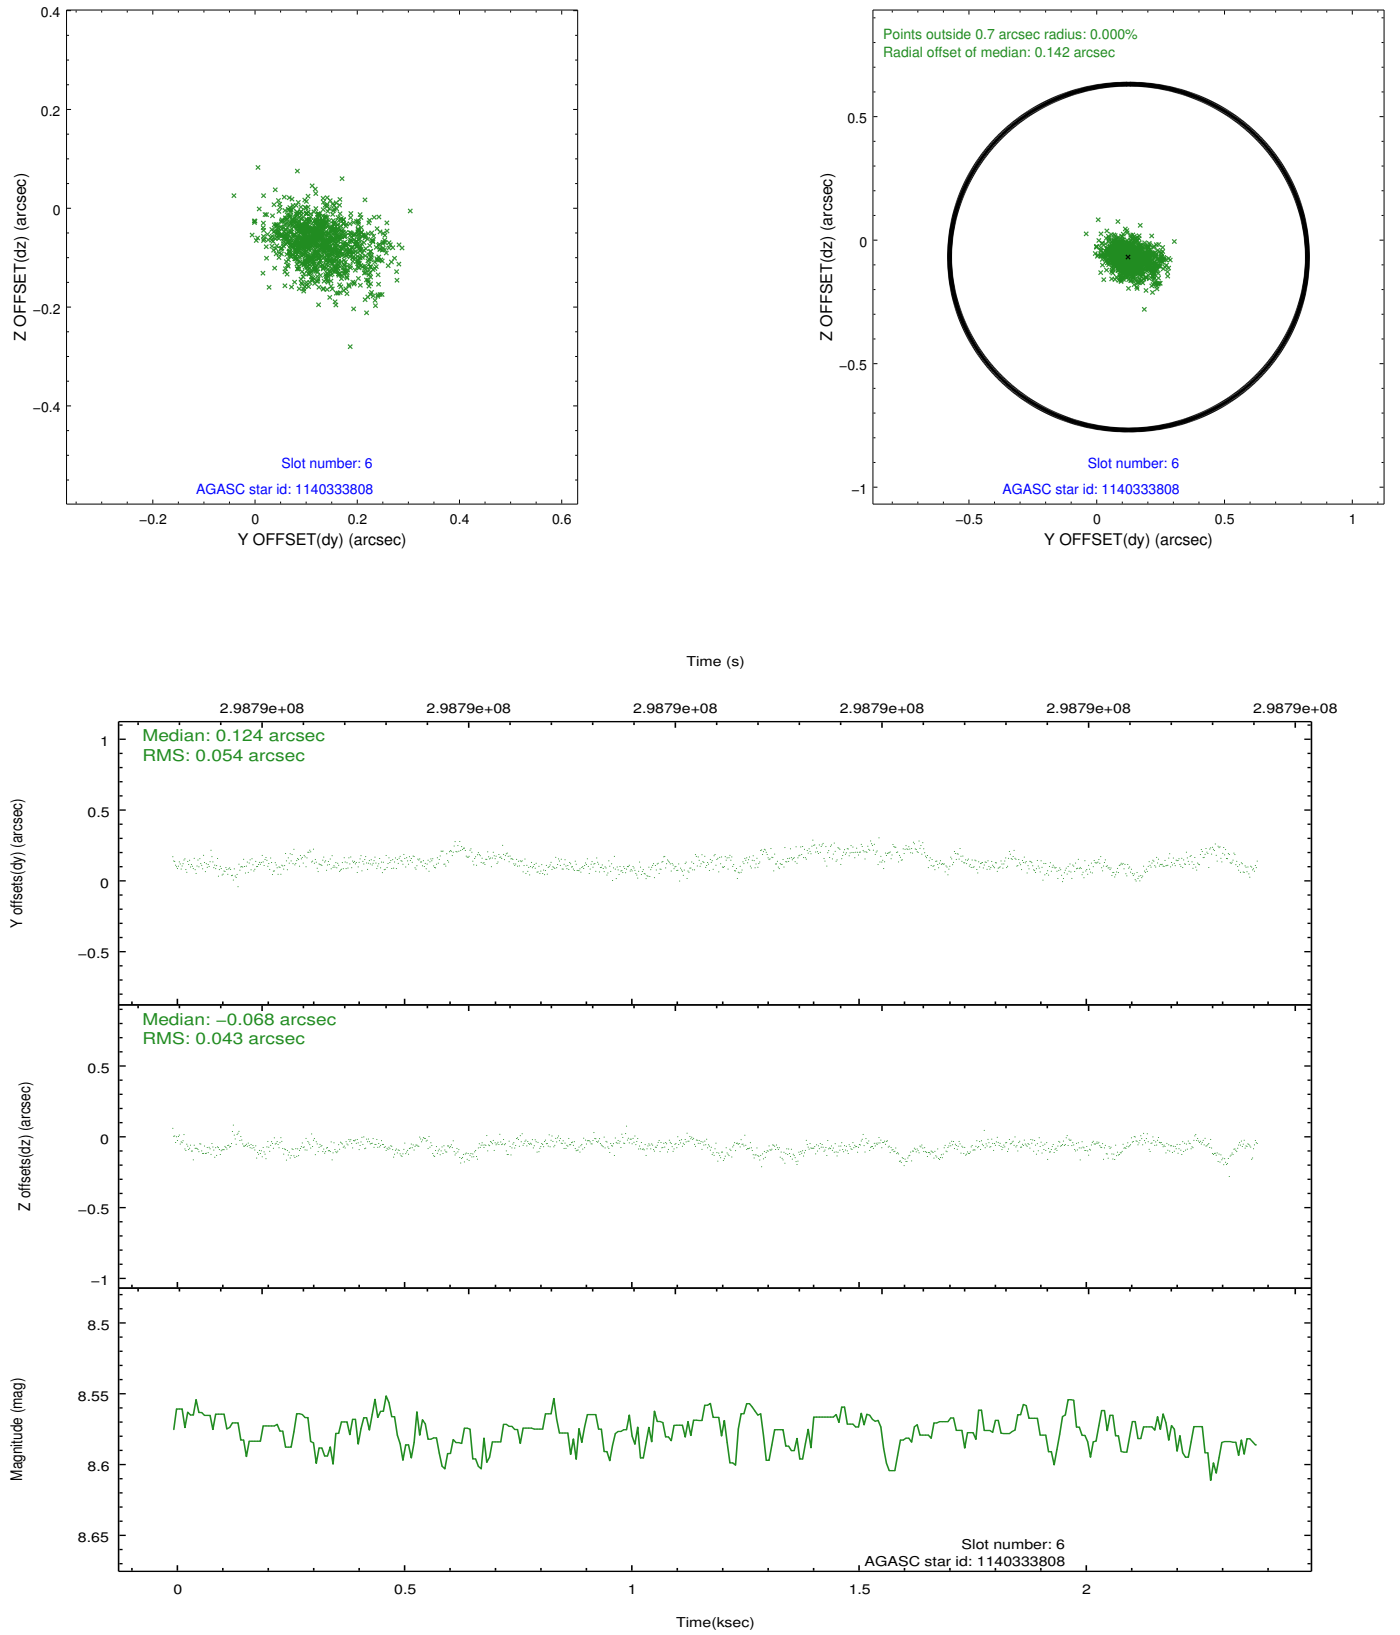 0.4
0.2
0
−0.2
−0.4
Z OFFSET(dz) (arcsec)
Slot number: 6
AGASC star id: 1140333808
−0.2 0 0.2 0.4 0.6
Y OFFSET(dy) (arcsec)
Points outside 0.7 arcsec radius: 0.000%
Radial offset of median: 0.142 arcsec
0.5
0
−0.5
−1
Z OFFSET(dz) (arcsec)
Slot number: 6
AGASC star id: 1140333808
−0.5 0 0.5 1
Y OFFSET(dy) (arcsec)
Time (s)
2.9879e+08 2.9879e+08 2.9879e+08 2.9879e+08 2.9879e+08 2.9879e+08
Median: 0.124 arcsec
RMS: 0.054 arcsec
1
0.5
0
−0.5
Y offsets(dy) (arcsec)
Median: −0.068 arcsec
RMS: 0.043 arcsec
0.5
0
−0.5
−1
Z offsets(dz) (arcsec)
8.5
8.55
8.6
8.65
Magnitude (mag)
Slot number: 6
AGASC star id: 1140333808
0 0.5 1 1.5 2
Time(ksec)